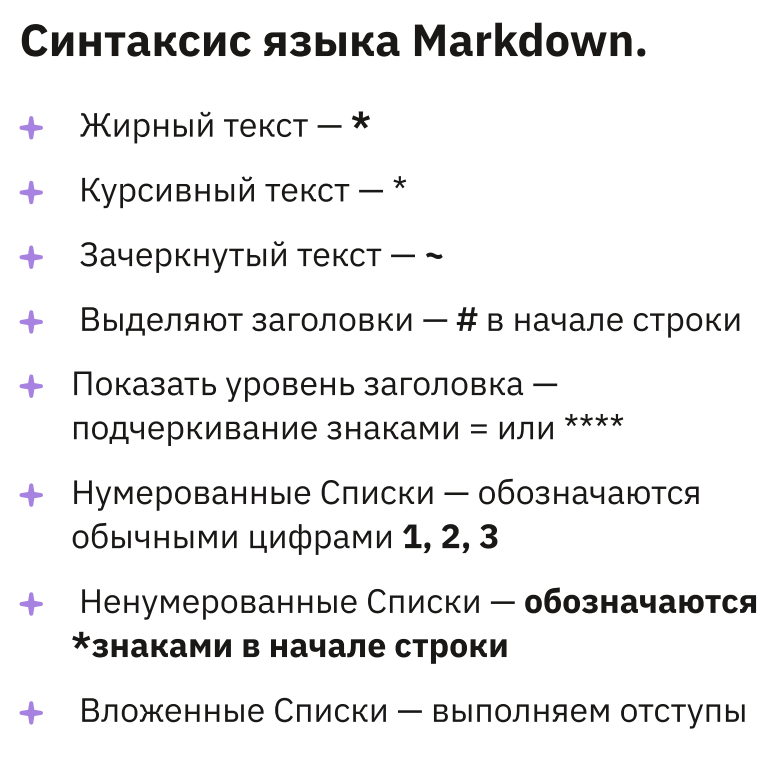 Синтаксис языка Markdown.
Жирный текст — *
Курсивный текст — *
Зачеркнутый текст — ~
Выделяют заголовки — # в начале строки
Показать уровень заголовка —
подчеркивание знаками = или ****
Нумерованные Списки — обозначаются
обычными цифрами 1, 2, 3
Ненумерованные Списки — обозначаются
*знаками в начале строки
Вложенные Списки — выполняем отступы